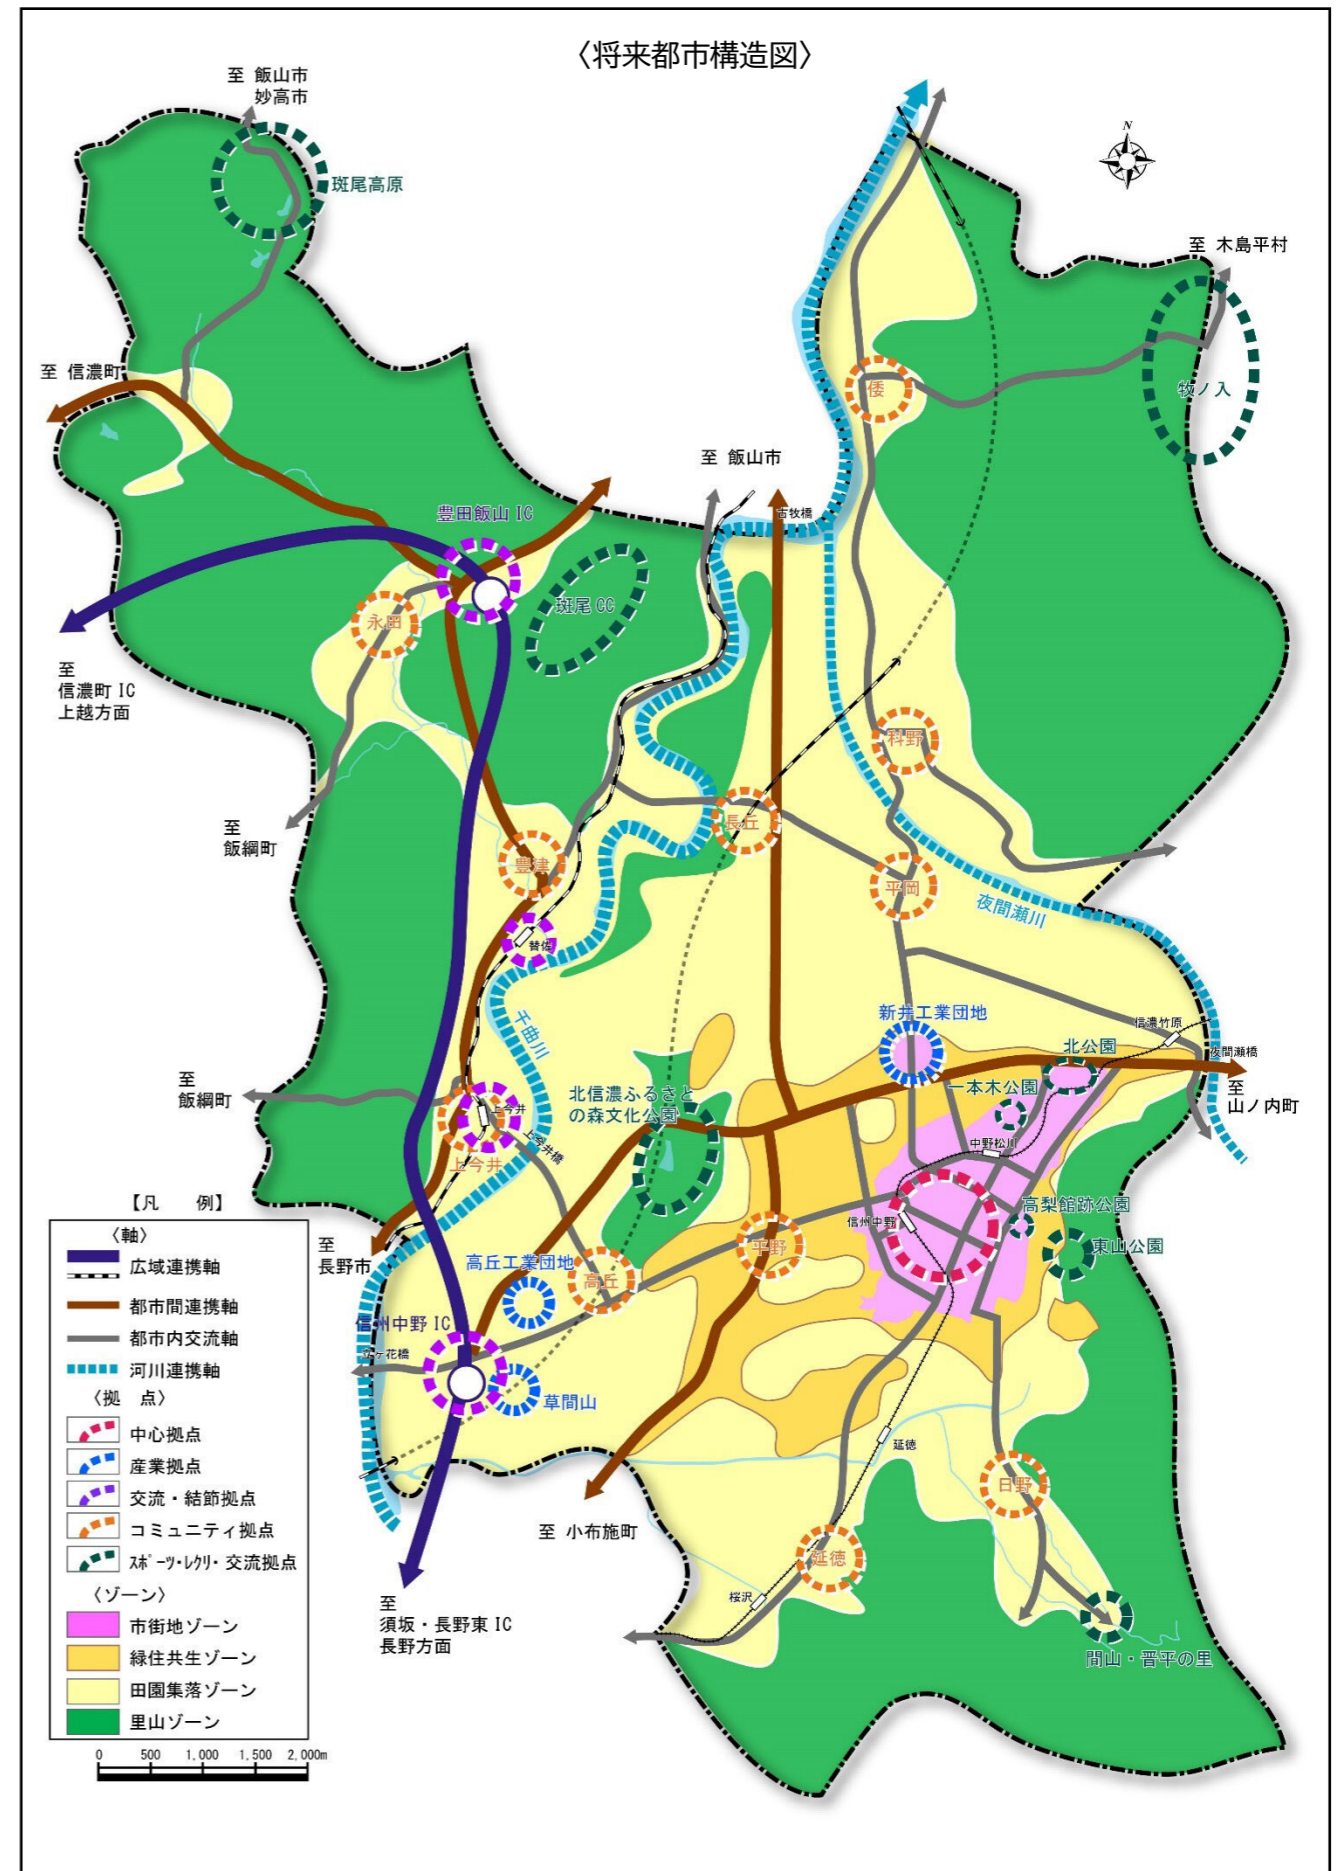 〈将来都市構造図〉
至 飯山市
妙高市
N
斑尾高原
至 木島平村
至 信濃町
倭
牧ノ入
至 飯山市
豊田飯山 IC
古牧橋
斑尾 CC
永田
至
信濃町 IC
上越方面
科野
至
飯綱町
長丘
豊津
平岡
夜間瀬川
替佐
千曲川
新井工業団地
信濃竹原
北公園
夜間瀬橋
至
飯綱町
北信濃ふるさと
の森文化公園
一本木公園
至
山ノ内町
上今井
上今井橋
中野松川
上今井
高梨館跡公園
信州中野
東山公園
平野
至
長野市
高丘工業団地
高丘
信州中野 IC
立ヶ花橋
草間山
延徳
日野
至 小布施町
延徳
桜沢
至
須坂・長野東 IC
長野方面
間山・晋平の里
【凡 例】
〈軸〉
広域連携軸
都市間連携軸
都市内交流軸
河川連携軸
〈拠 点〉
中心拠点
産業拠点
交流・結節拠点
コミュニティ拠点
ｽﾎﾟｰﾂ・ﾚｸﾘ・交流拠点
〈ゾーン〉
市街地ゾーン
緑住共生ゾーン
田園集落ゾーン
里山ゾーン
0 500 1,000 1,500 2,000m